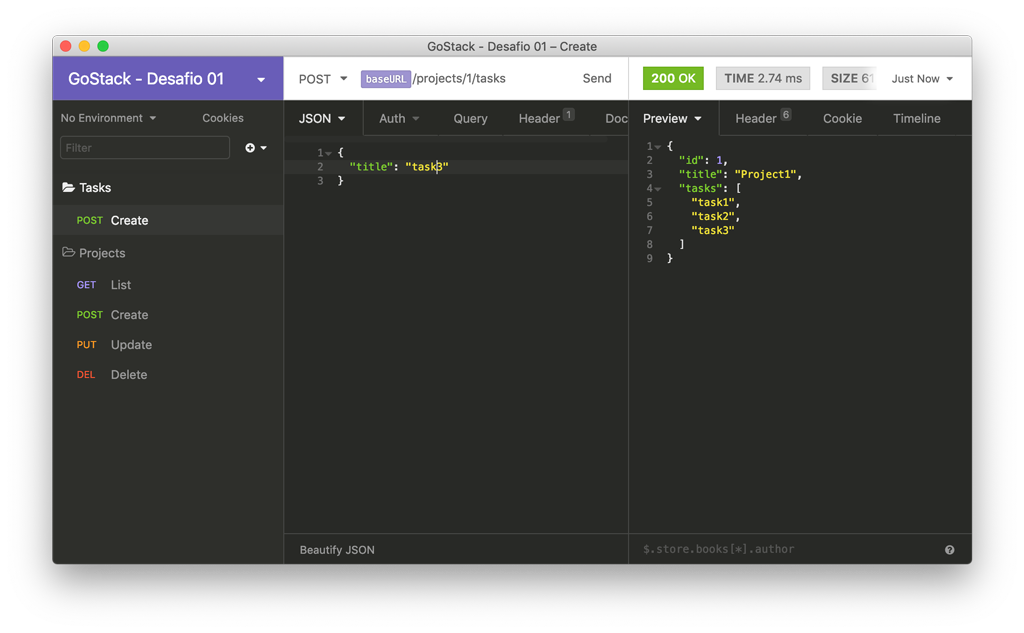 GoStack - Desafio 01 – Create
GoStack - Desafio 01
POST baseURL /projects/1/tasks Send
200 OK TIME 2.74 ms SIZE 61 Just Now
No Environment Cookies
Filter
Tasks
POST Create
Projects
GET List
POST Create
PUT Update
DEL Delete
JSON Auth Query Header 1 Doc
1 {
2 "title": "task3"
3 }
Beautify JSON
Preview Header 6 Cookie Timeline
1 {
2 "id": 1,
3 "title": "Project1",
4 "tasks": [
5 "task1",
6 "task2",
7 "task3"
8 ]
9 }
$.store.books[*].author